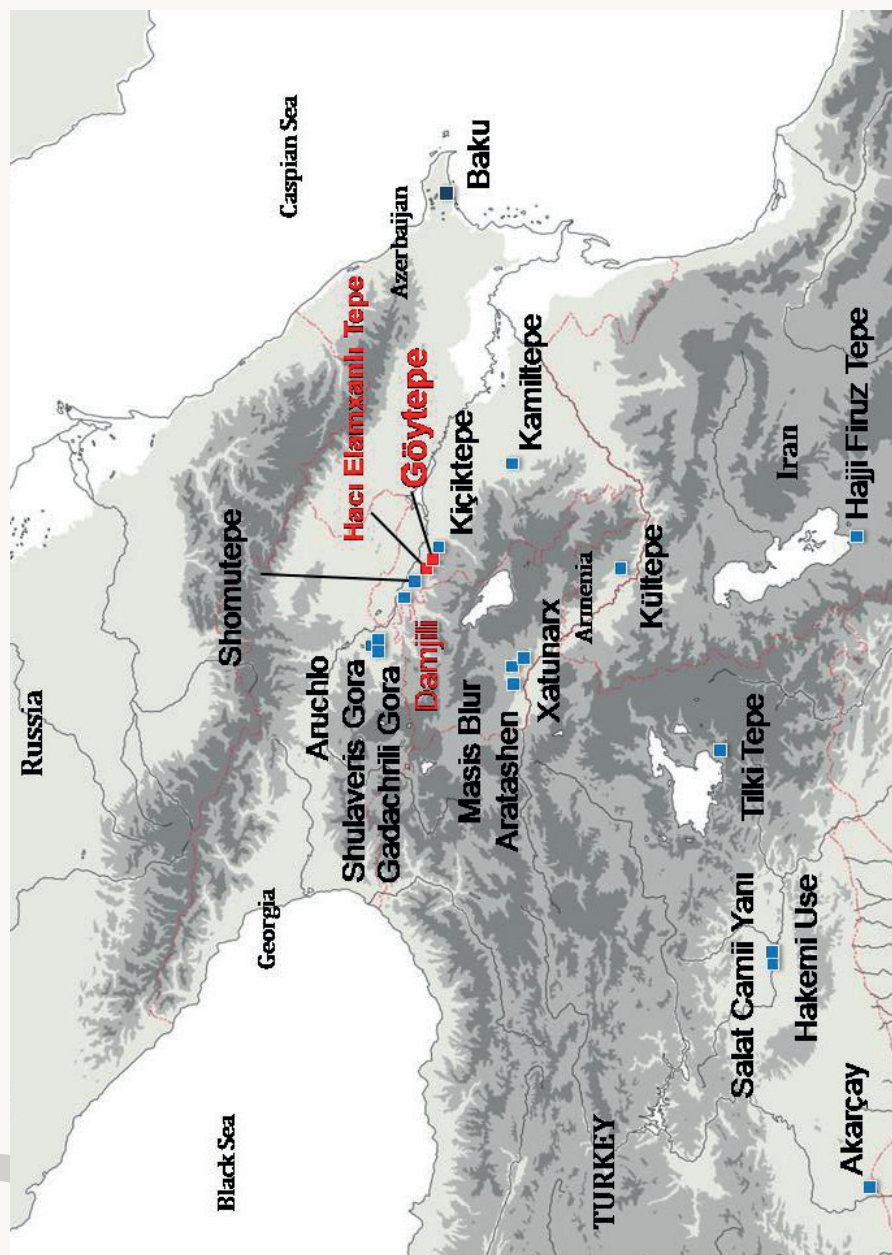 Russia
Caspian Sea
Black Sea
Georgia
Azerbaijan
Baku
Shomutepe
Hacı Elamxanlı Tepe
Göytepe
Kiçiktepe
Aruchlo
Shulaveris Gora
Gadachrili Gora
Damjili
Kamiltepe
Masis Blur
Aratashen
Xatunarx
Armenia
Kültepe
TURKEY
Tilki Tepe
Iran
Salat Camii Yanı
Hakemi Use
Hajji Firuz Tepe
Akarçay